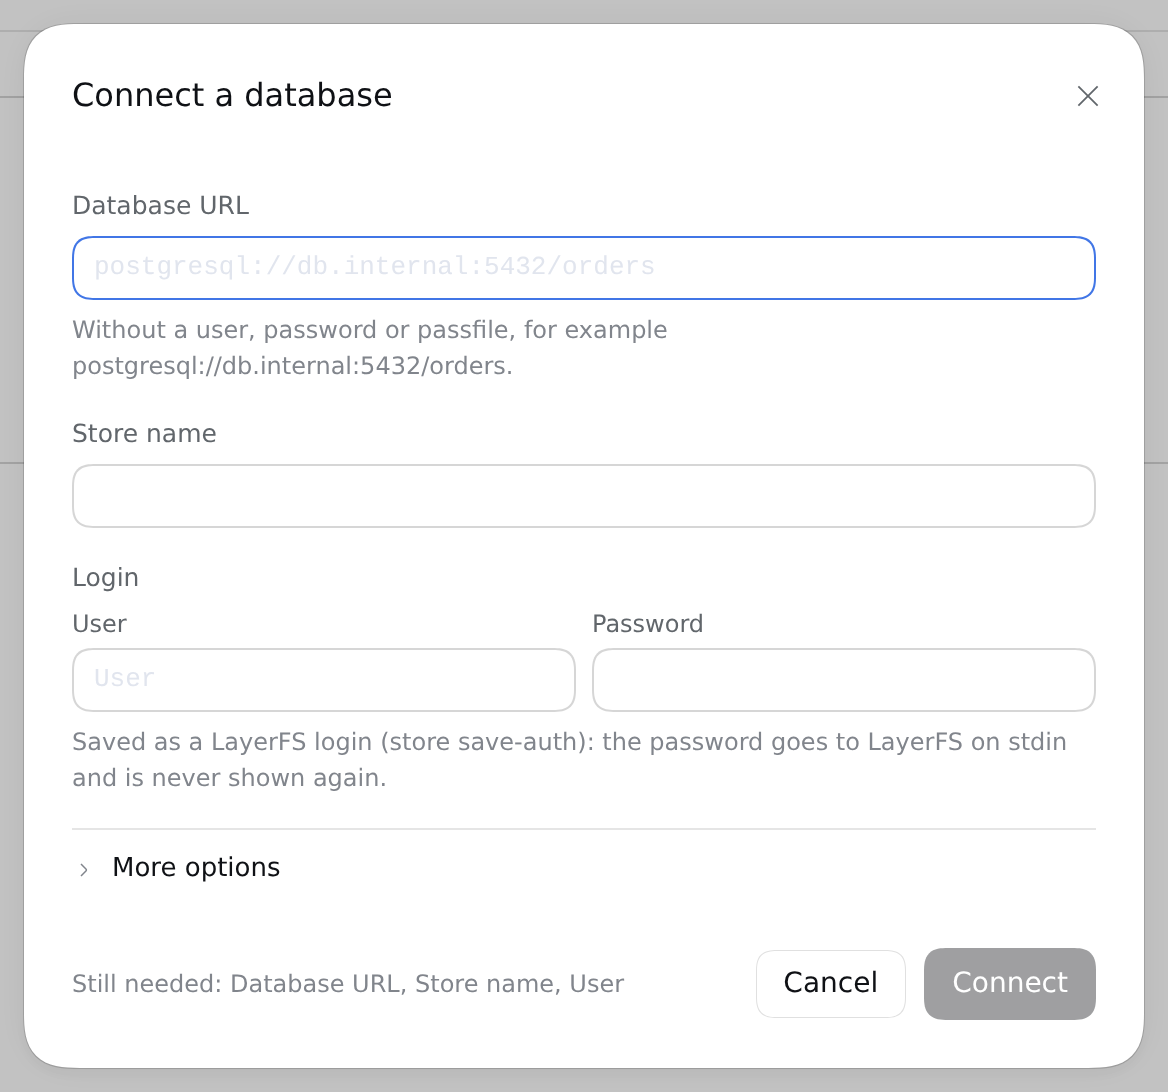 Connect a database
Database URL
postgresql://db.internal:5432/orders
Without a user, password or passfile, for example
postgresql://db.internal:5432/orders.
Store name
Login
User Password
User
Saved as a LayerFS login (store save-auth): the password goes to LayerFS on stdin
and is never shown again.
More options
Still needed: Database URL, Store name, User Cancel Connect